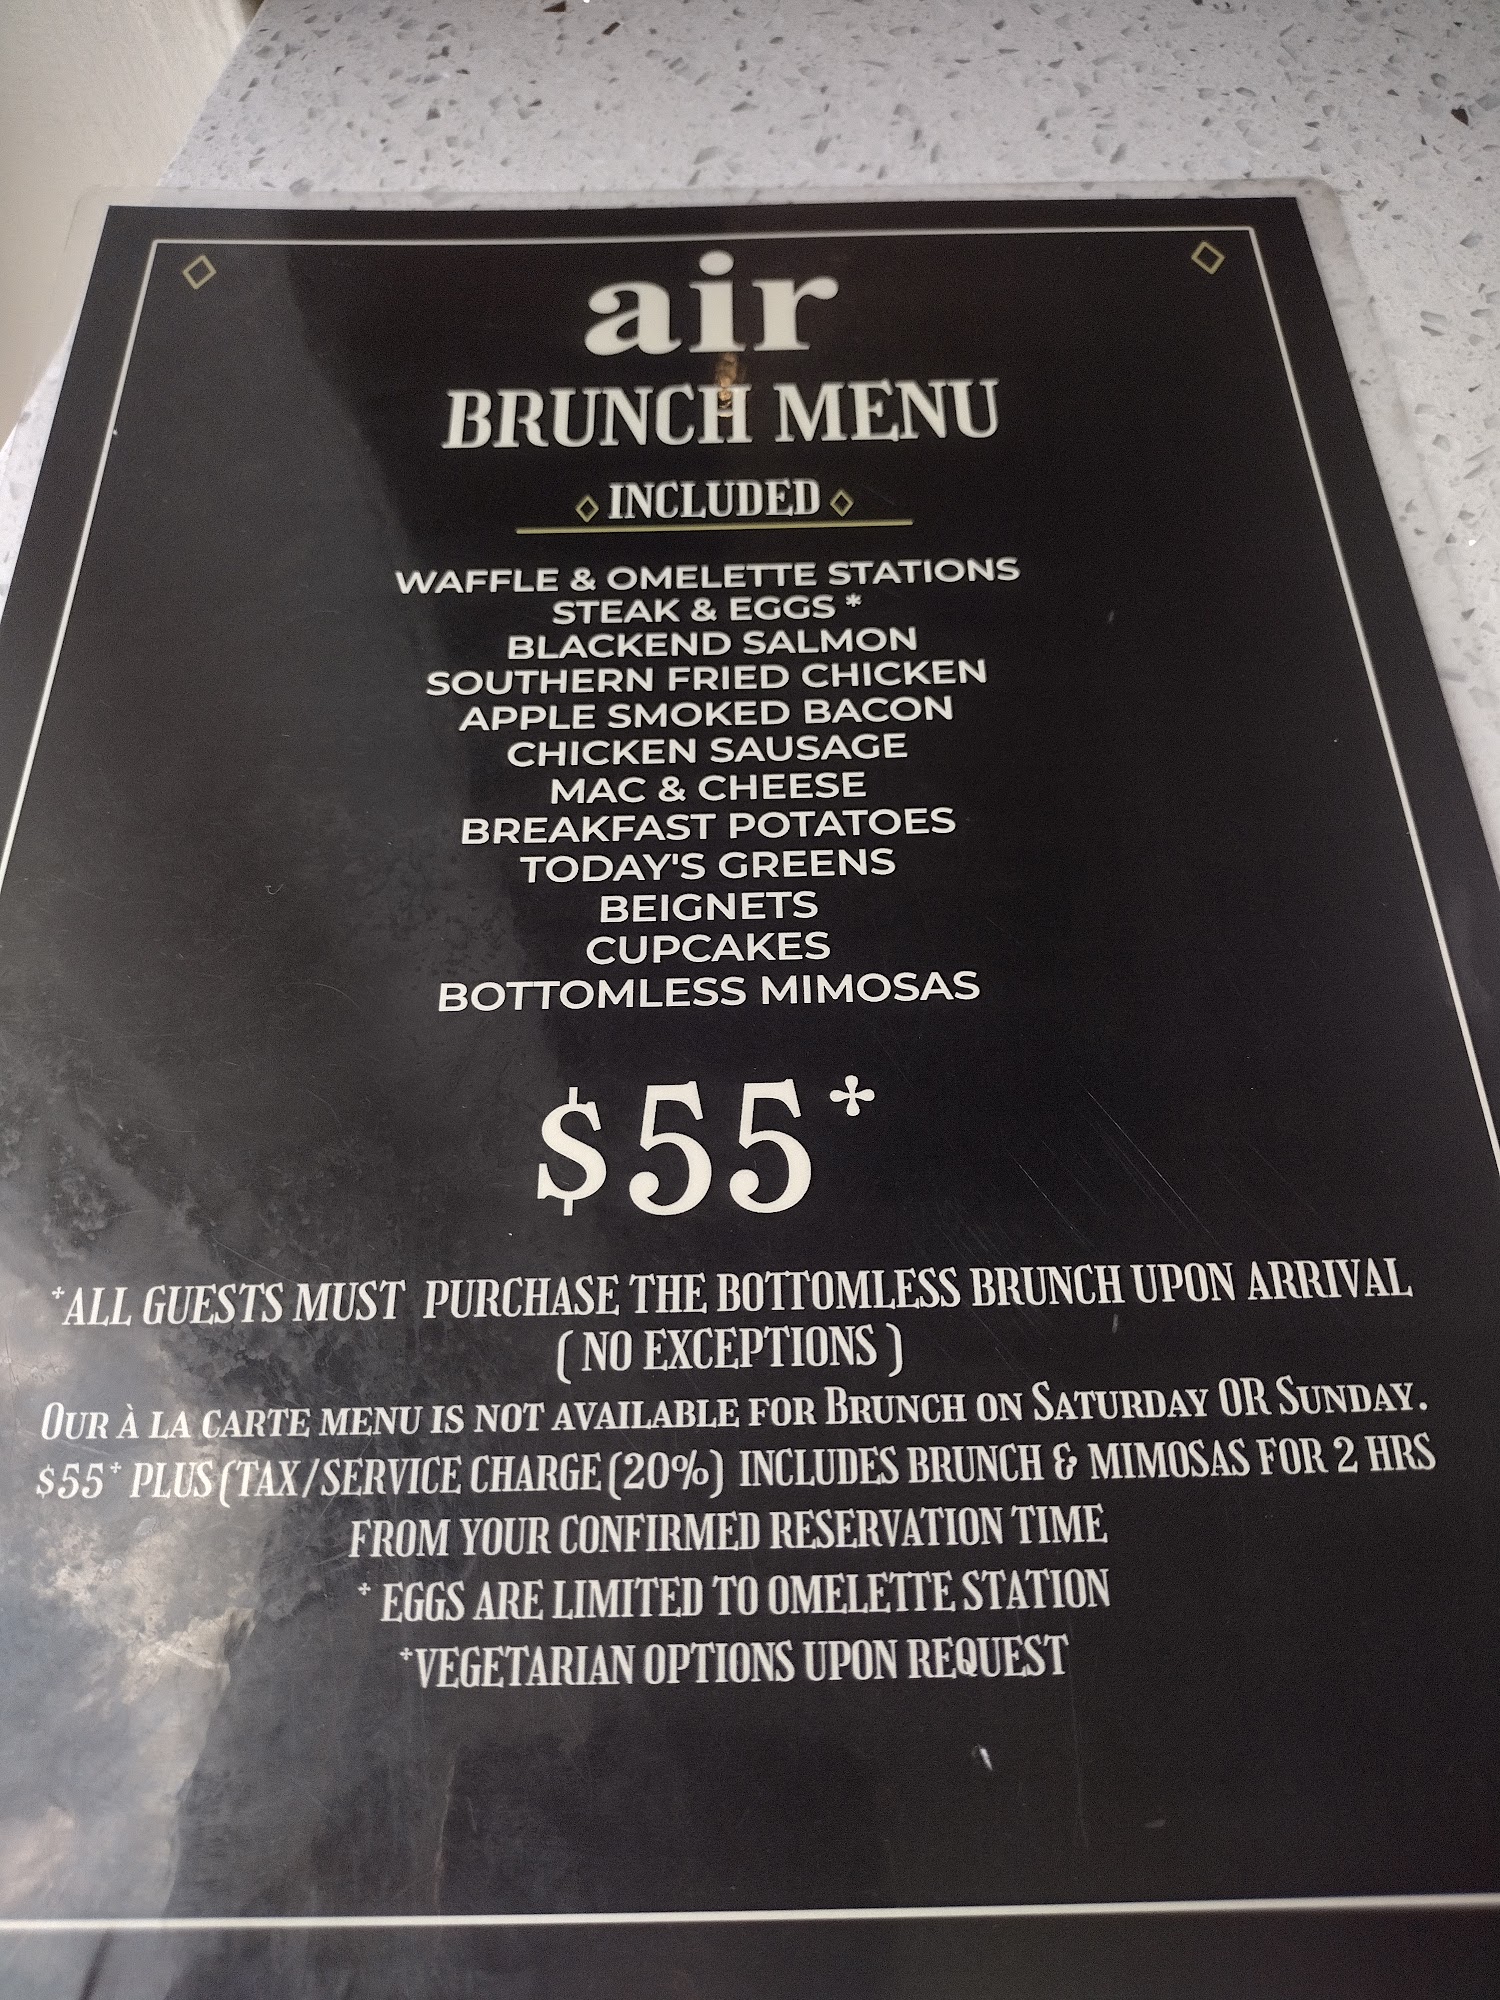 air
BRUNCH MENU
INCLUDED
WAFFLE & OMELETTE STATIONS
STEAK & EGGS *
BLACKEND SALMON
SOUTHERN FRIED CHICKEN
APPLE SMOKED BACON
CHICKEN SAUSAGE
MAC & CHEESE
BREAKFAST POTATOES
TODAY'S GREENS
BEIGNETS
CUPCAKES
BOTTOMLESS MIMOSAS
$55*
*ALL GUESTS MUST PURCHASE THE BOTTOMLESS BRUNCH UPON ARRIVAL
( NO EXCEPTIONS )
OUR À LA CARTE MENU IS NOT AVAILABLE FOR BRUNCH ON SATURDAY OR SUNDAY.
$55* PLUS (TAX/SERVICE CHARGE (20%) INCLUDES BRUNCH & MIMOSAS FOR 2 HRS
FROM YOUR CONFIRMED RESERVATION TIME
* EGGS ARE LIMITED TO OMELETTE STATION
*VEGETARIAN OPTIONS UPON REQUEST